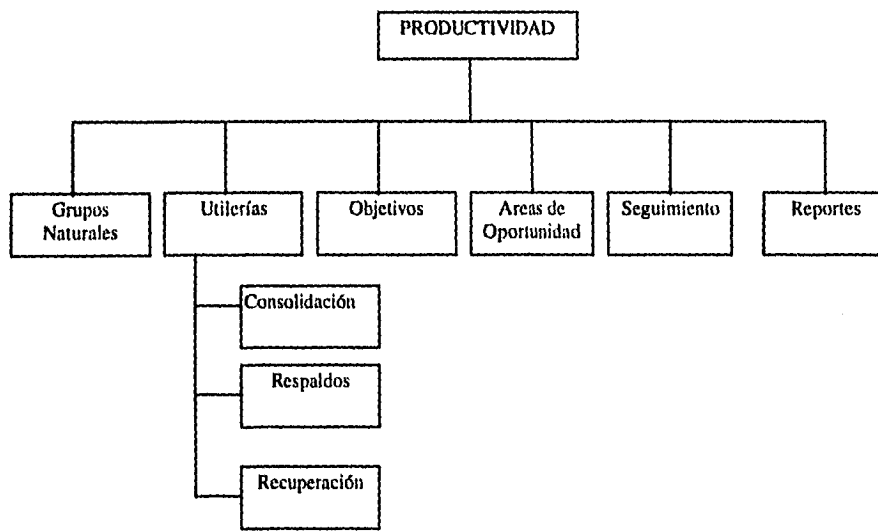 PRODUCTIVIDAD
Grupos
Naturales
Utilerías
Objetivos
Areas de
Oportunidad
Seguimiento
Reportes
Consolidación
Respaldos
Recuperación